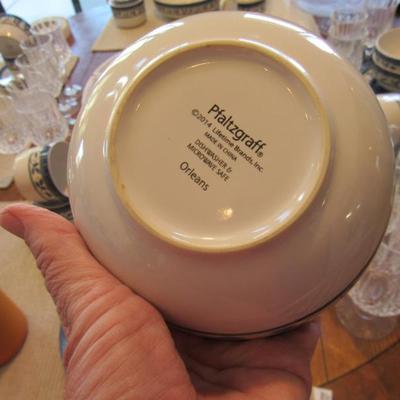 Pfaltzgraff®
©2014 Lifetime Brands, Inc.
MADE IN CHINA
DISHWASHER &
MICROWAVE SAFE
Orleans